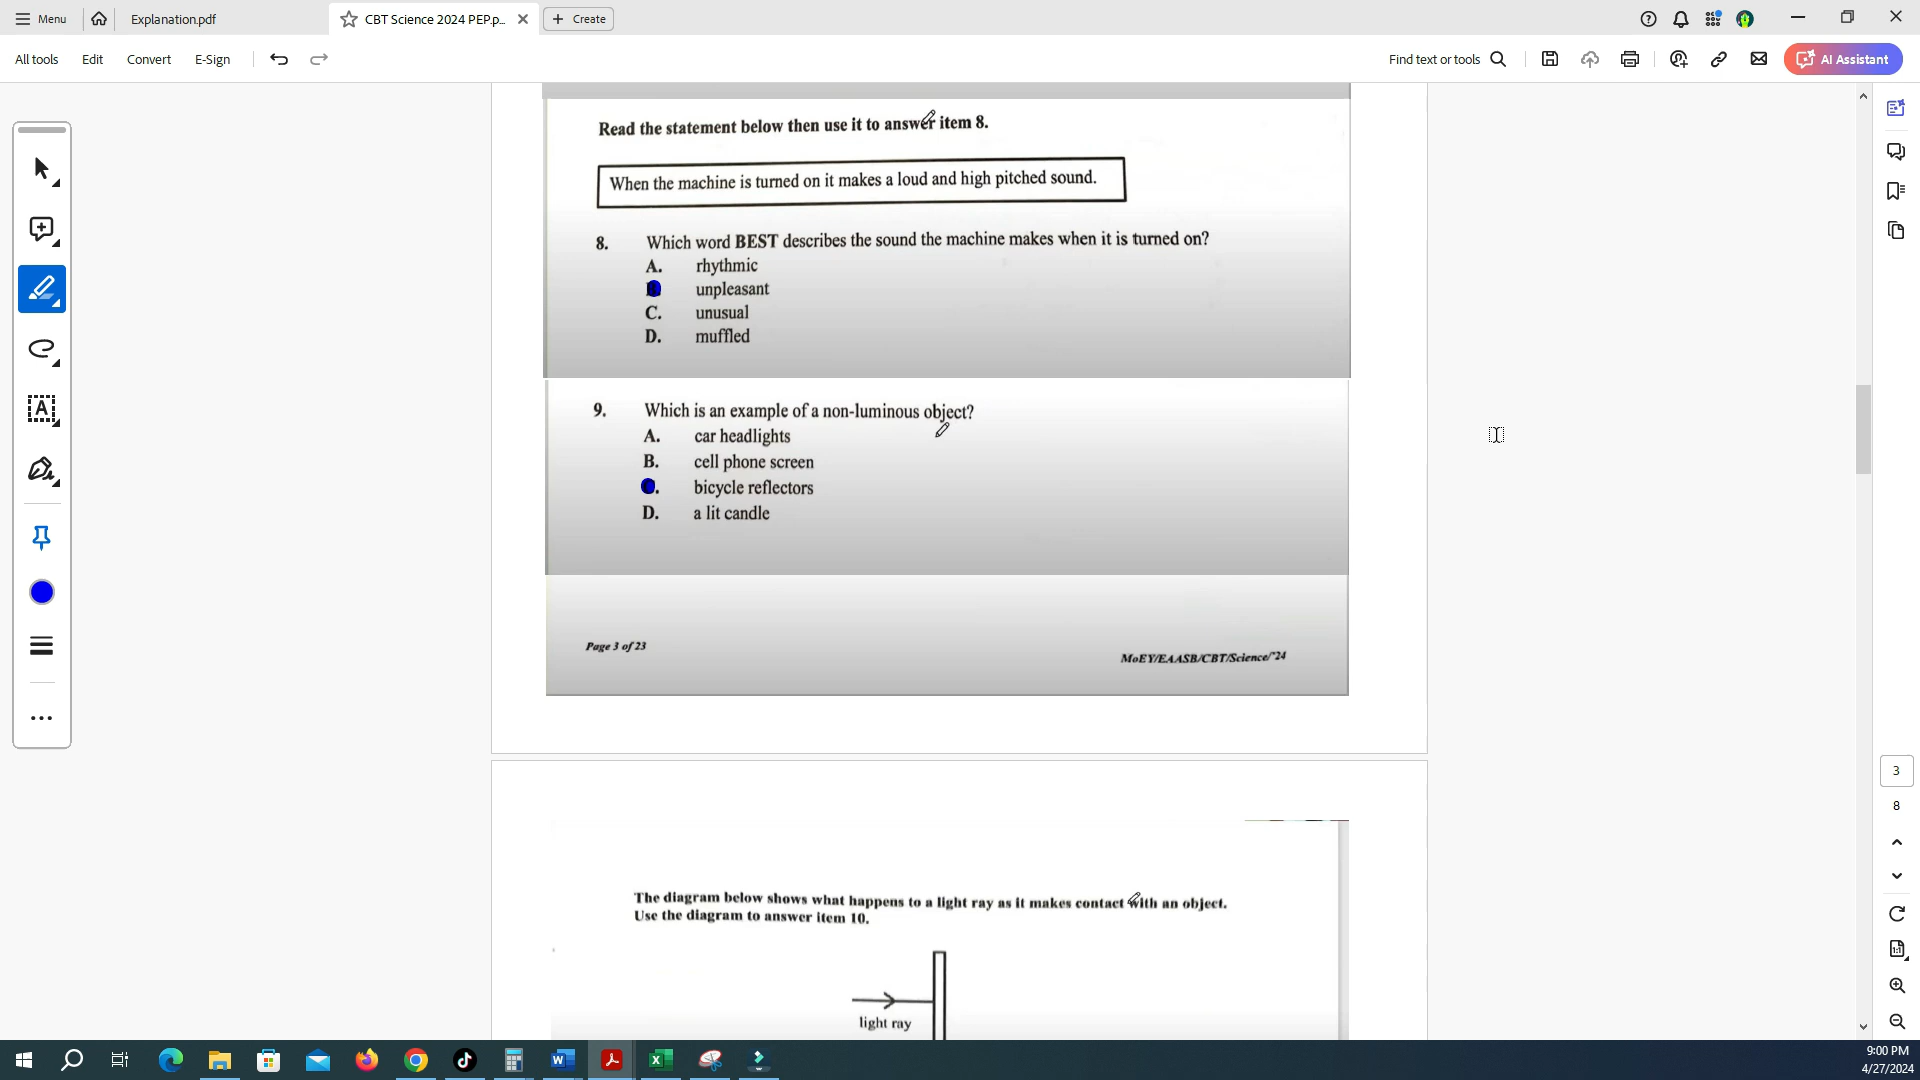 Menu
Explanation.pdf
CBT Science 2024 PEP.p...
Create
All tools
Edit
Convert
E-Sign
Find text or tools
AI Assistant
Read the statement below then use it to answer item 8.
When the machine is turned on it makes a loud and high pitched sound.
8. Which word BEST describes the sound the machine makes when it is turned on?
A. rhythmic
unpleasant
C. unusual
D. muffled
9. Which is an example of a non-luminous object?
A. car headlights
B. cell phone screen
bicycle reflectors
D. a lit candle
Page 3 of 23
MoEY/EAASB/CBT/Science/'24
3
8
The diagram below shows what happens to a light ray as it makes contact with an object.
Use the diagram to answer item 10.
light ray
9:00 PM
4/27/2024